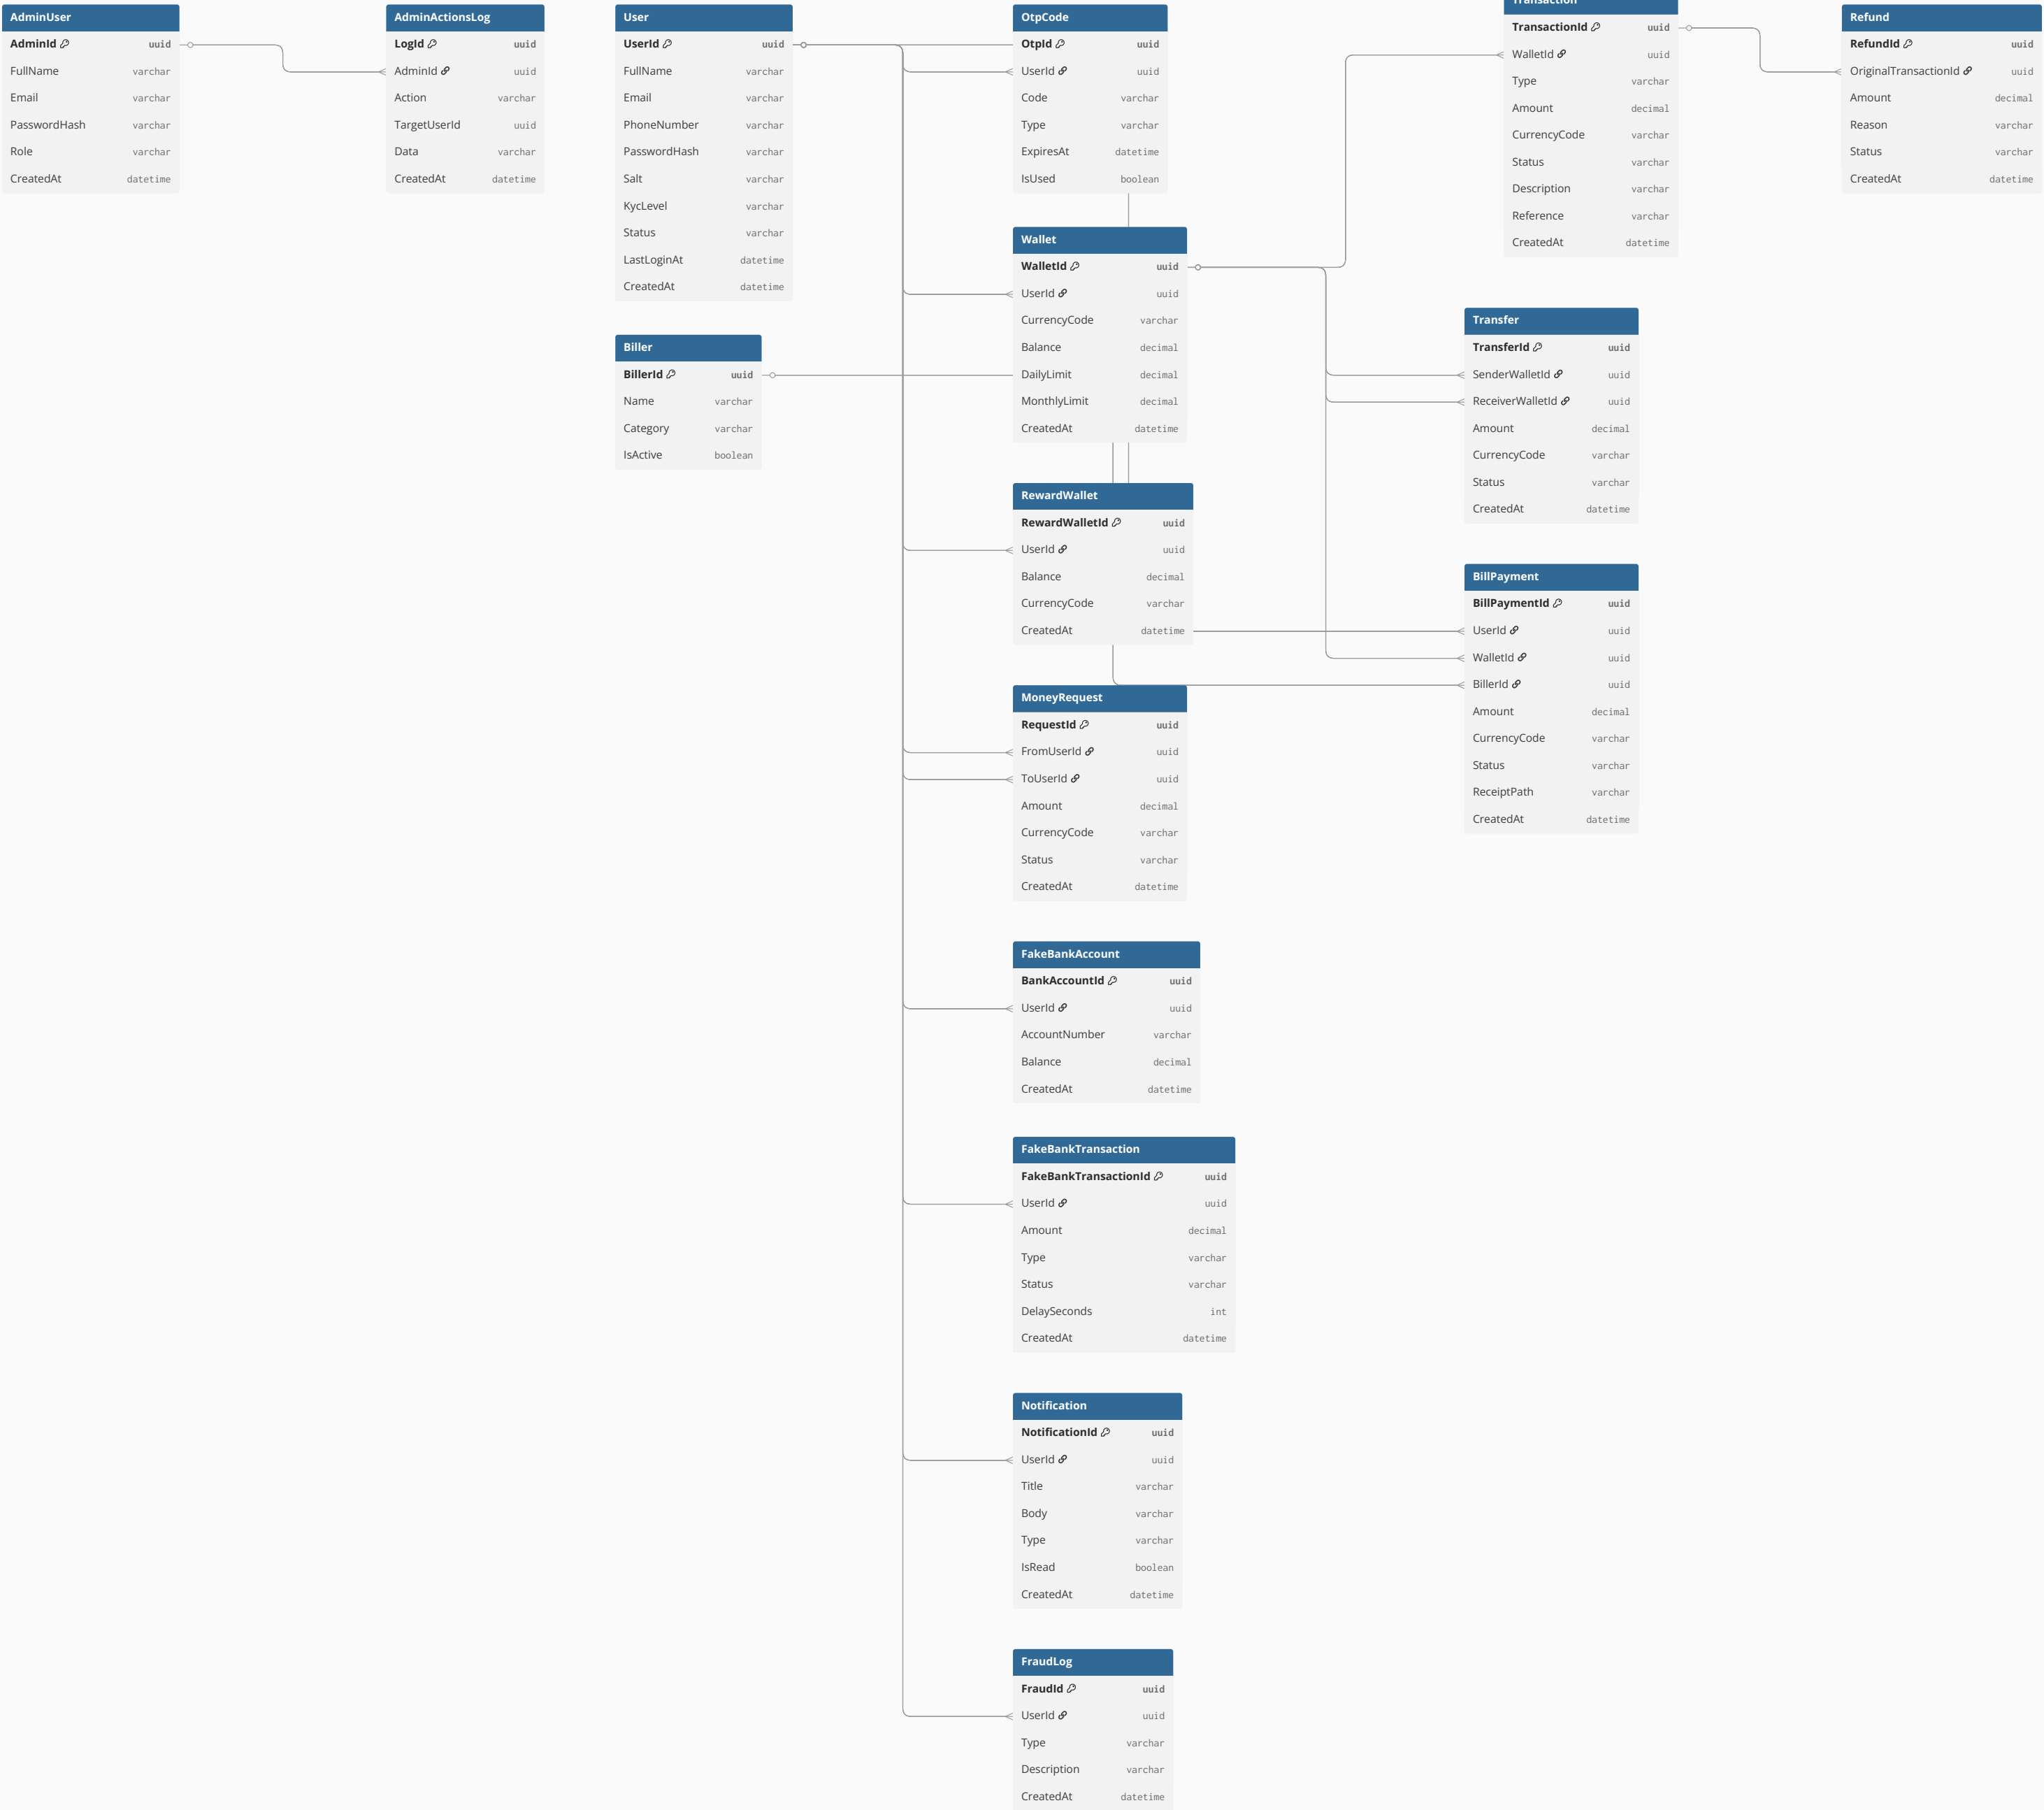 AdminUser
AdminId uuid
FullName varchar
Email varchar
PasswordHash varchar
Role varchar
CreatedAt datetime
AdminActionsLog
LogId uuid
AdminId uuid
Action varchar
TargetUserId uuid
Data varchar
CreatedAt datetime
User
UserId uuid
FullName varchar
Email varchar
PhoneNumber varchar
PasswordHash varchar
Salt varchar
KycLevel varchar
Status varchar
LastLoginAt datetime
CreatedAt datetime
Biller
BillerId uuid
Name varchar
Category varchar
IsActive boolean
OtpCode
OtpId uuid
UserId uuid
Code varchar
Type varchar
ExpiresAt datetime
IsUsed boolean
Wallet
WalletId uuid
UserId uuid
CurrencyCode varchar
Balance decimal
DailyLimit decimal
MonthlyLimit decimal
CreatedAt datetime
RewardWallet
RewardWalletId uuid
UserId uuid
Balance decimal
CurrencyCode varchar
CreatedAt datetime
MoneyRequest
RequestId uuid
FromUserId uuid
ToUserId uuid
Amount decimal
CurrencyCode varchar
Status varchar
CreatedAt datetime
FakeBankAccount
BankAccountId uuid
UserId uuid
AccountNumber varchar
Balance decimal
CreatedAt datetime
FakeBankTransaction
FakeBankTransactionId uuid
UserId uuid
Amount decimal
Type varchar
Status varchar
DelaySeconds int
CreatedAt datetime
Notification
NotificationId uuid
UserId uuid
Title varchar
Body varchar
Type varchar
IsRead boolean
CreatedAt datetime
FraudLog
FraudId uuid
UserId uuid
Type varchar
Description varchar
CreatedAt datetime
Transaction
TransactionId uuid
WalletId uuid
Type varchar
Amount decimal
CurrencyCode varchar
Status varchar
Description varchar
Reference varchar
CreatedAt datetime
Transfer
TransferId uuid
SenderWalletId uuid
ReceiverWalletId uuid
Amount decimal
CurrencyCode varchar
Status varchar
CreatedAt datetime
BillPayment
BillPaymentId uuid
UserId uuid
WalletId uuid
BillerId uuid
Amount decimal
CurrencyCode varchar
Status varchar
ReceiptPath varchar
CreatedAt datetime
Refund
RefundId uuid
OriginalTransactionId uuid
Amount decimal
Reason varchar
Status varchar
CreatedAt datetime